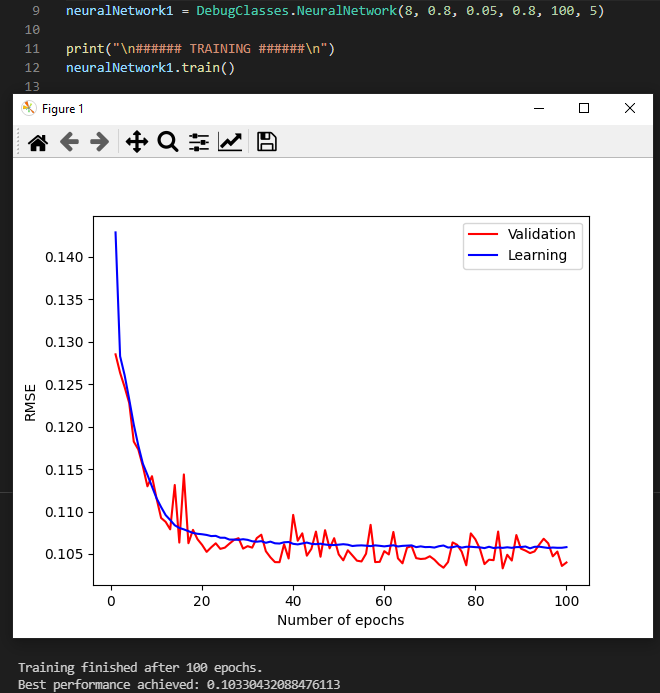 9 neuralNetwork1 = DebugClasses.NeuralNetwork(8, 0.8, 0.05, 0.8, 100, 5)
10
11 print("\n###### TRAINING ######\n")
12 neuralNetwork1.train()
13
Figure 1
Validation
Learning
0.140
0.135
0.130
0.125
0.120
0.115
0.110
0.105
RMSE
0 20 40 60 80 100
Number of epochs
Training finished after 100 epochs.
Best performance achieved: 0.10330432088476113